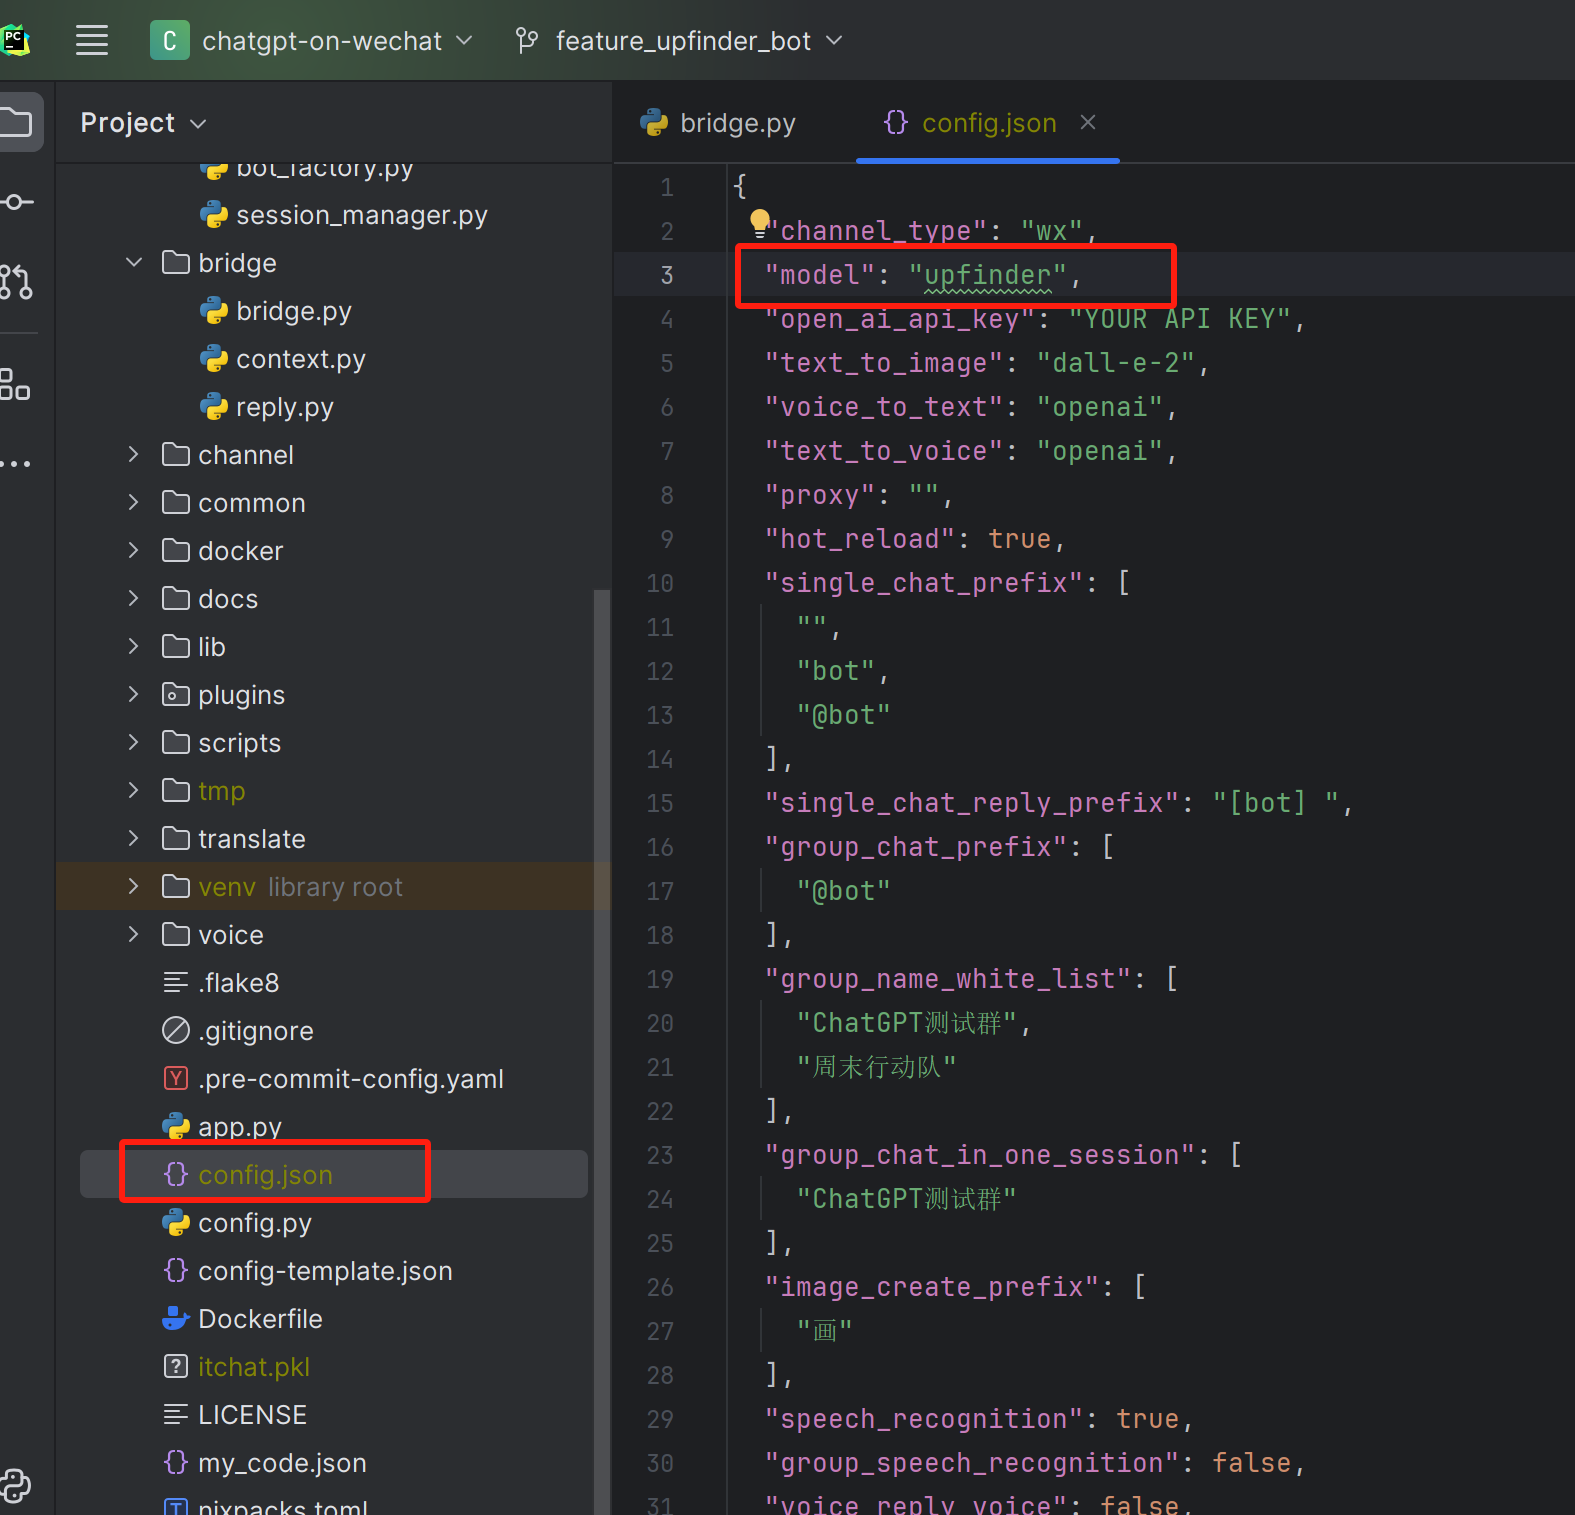 PC
C chatgpt-on-wechat feature_upfinder_bot
Project
bot_factory.py
session_manager.py
bridge
bridge.py
context.py
reply.py
channel
common
docker
docs
lib
plugins
scripts
tmp
translate
venv library root
voice
.flake8
.gitignore
.pre-commit-config.yaml
app.py
config.json
config.py
config-template.json
Dockerfile
itchat.pkl
LICENSE
my_code.json
nixpacks.toml
bridge.py config.json
1 {
2 "channel_type": "wx",
3 "model": "upfinder",
4 "open_ai_api_key": "YOUR API KEY",
5 "text_to_image": "dall-e-2",
6 "voice_to_text": "openai",
7 "text_to_voice": "openai",
8 "proxy": "",
9 "hot_reload": true,
10 "single_chat_prefix": [
11 "",
12 "bot",
13 "@bot"
14 ],
15 "single_chat_reply_prefix": "[bot] ",
16 "group_chat_prefix": [
17 "@bot"
18 ],
19 "group_name_white_list": [
20 "ChatGPT测试群",
21 "周末行动队"
22 ],
23 "group_chat_in_one_session": [
24 "ChatGPT测试群"
25 ],
26 "image_create_prefix": [
27 "画"
28 ],
29 "speech_recognition": true,
30 "group_speech_recognition": false,
31 "voice_reply_voice": false,